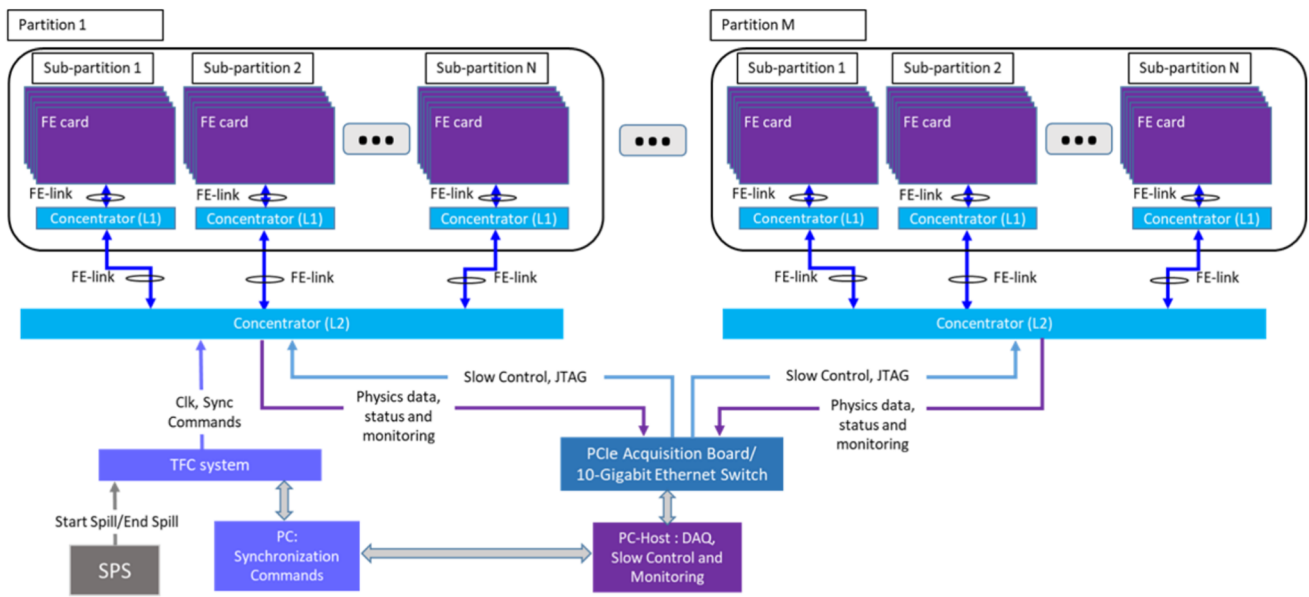 Partition 1
Partition M
Sub-partition 1
Sub-partition 2
Sub-partition N
Sub-partition 1
Sub-partition 2
Sub-partition N
FE card
FE card
FE card
FE card
FE card
FE card
FE-link
FE-link
FE-link
FE-link
FE-link
FE-link
Concentrator (L1)
Concentrator (L1)
Concentrator (L1)
Concentrator (L1)
Concentrator (L1)
Concentrator (L1)
FE-link
FE-link
FE-link
FE-link
FE-link
FE-link
Concentrator (L2)
Concentrator (L2)
Slow Control, JTAG
Slow Control, JTAG
Clk, Sync
Commands
Physics data,
status and
monitoring
Physics data,
status and
monitoring
TFC system
PCIe Acquisition Board/
10-Gigabit Ethernet Switch
Start Spill/End Spill
SPS
PC:
Synchronization
Commands
PC-Host : DAQ,
Slow Control and
Monitoring